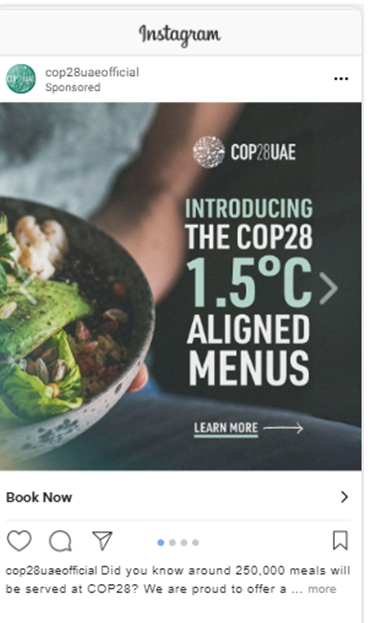 Instagram
cop28uaeofficial
Sponsored
COP28UAE
COP28UAE
INTRODUCING
THE COP28
1.5°C
ALIGNED
MENUS
LEARN MORE
Book Now
cop28uaeofficial Did you know around 250,000 meals will
be served at COP28? We are proud to offer a ... more